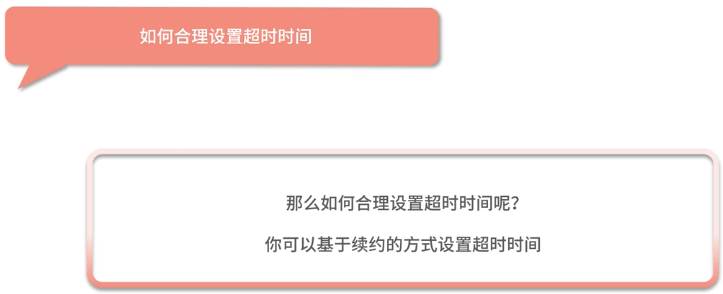 如何合理设置超时时间
那么如何合理设置超时时间呢?
你可以基于续约的方式设置超时时间